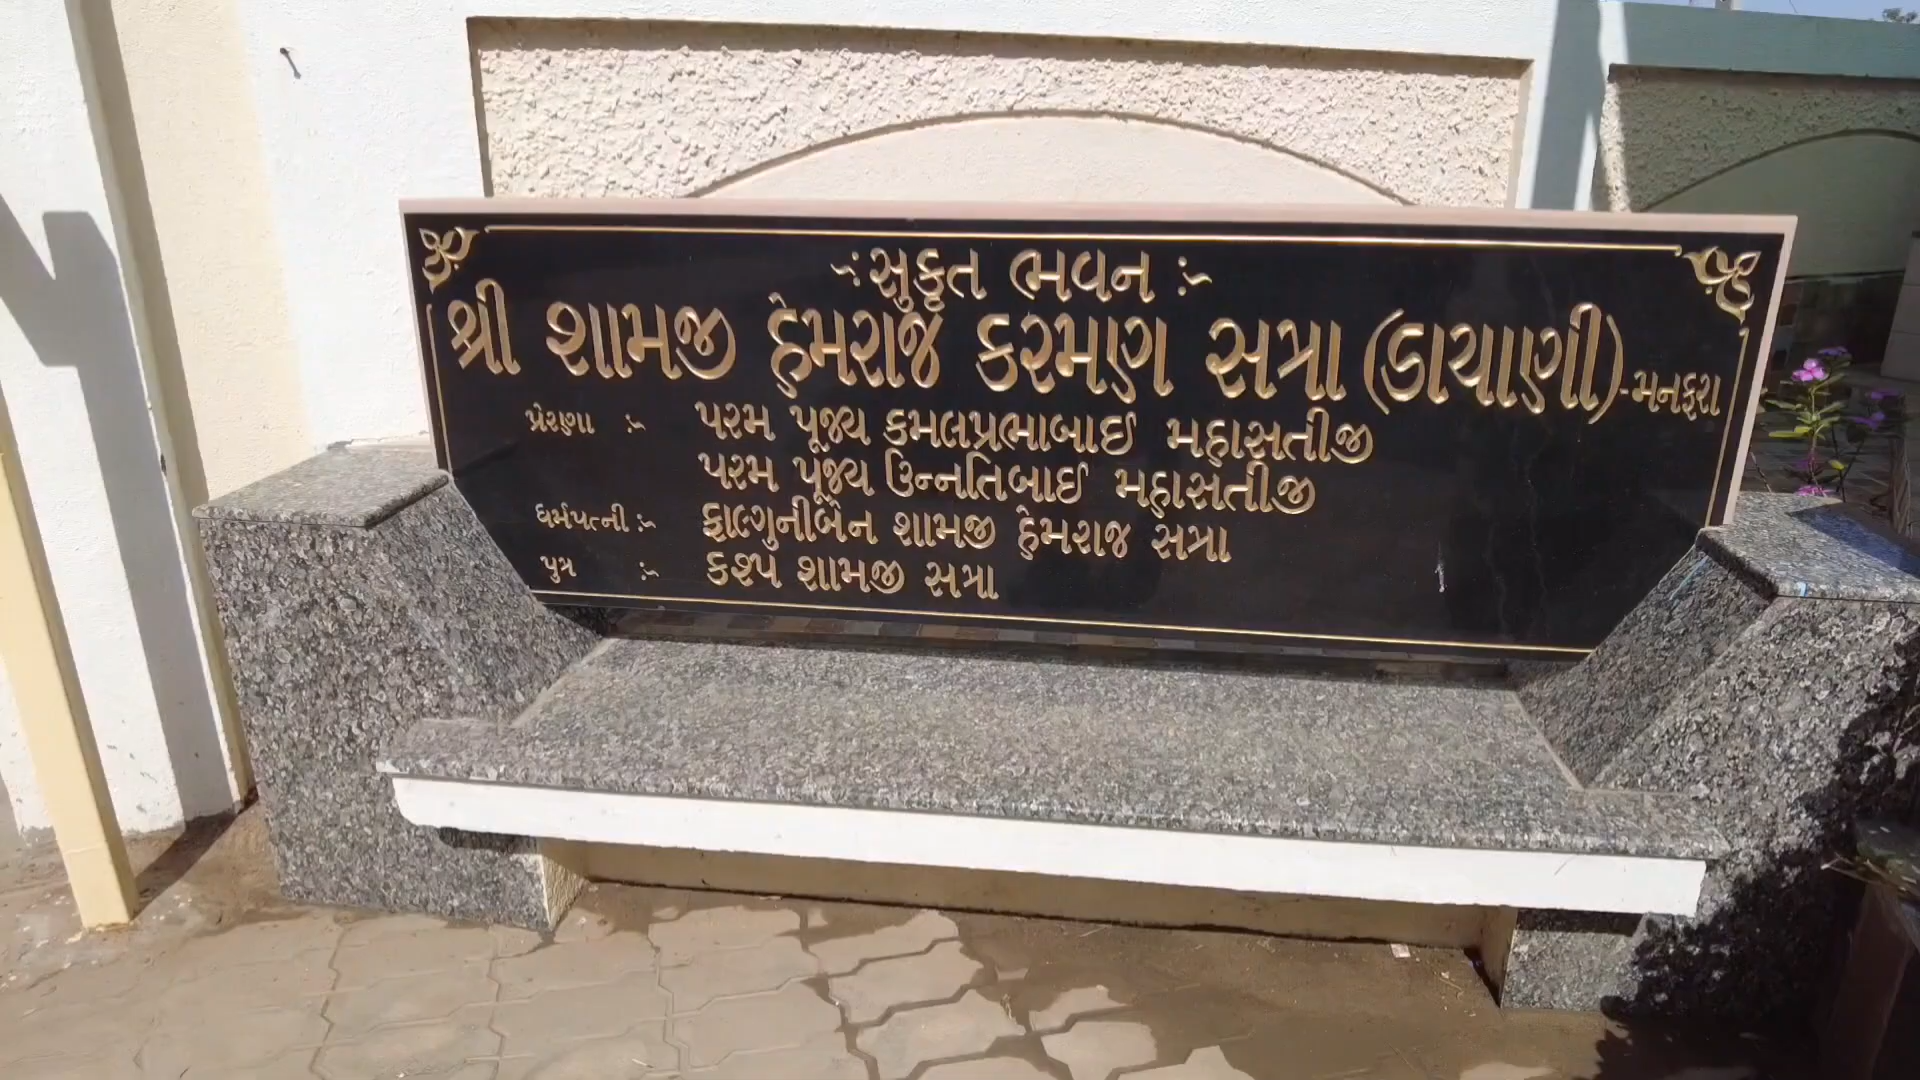 -: સુકૃત ભવન :-
શ્રી શામજી હેમરાજ કરમણ સત્રા (ડાયાણી)-મનફરા
પ્રેરણા :- પરમ પૂજ્ય કમલપ્રભાબાઈ મહાસતીજી
પરમ પૂજ્ય ઉન્નતિબાઈ મહાસતીજી
ધર્મપત્ની :- ફાલ્ગુનીબેન શામજી હેમરાજ સત્રા
પુત્ર :- કશ્પ શામજી સત્રા